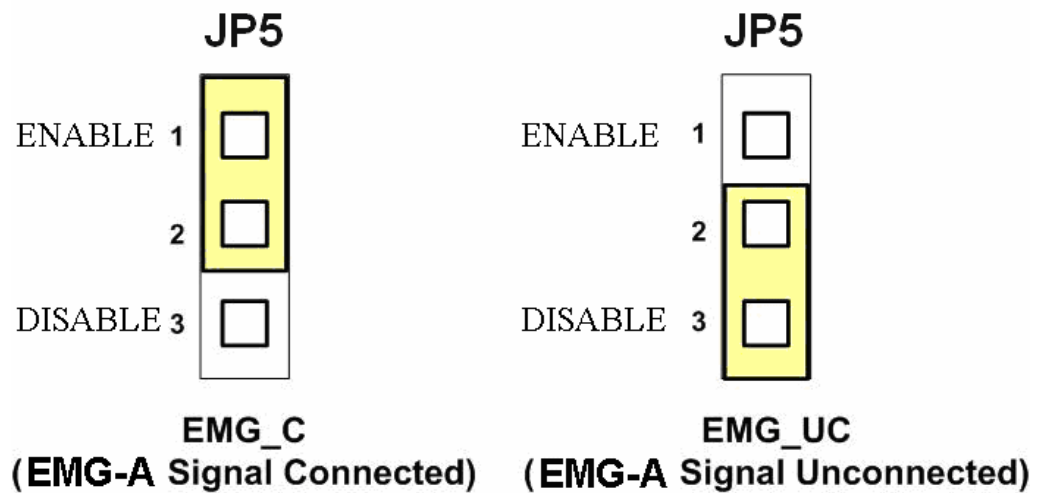 JP5
ENABLE 1
2
DISABLE 3
EMG_C
(EMG-A Signal Connected)
JP5
ENABLE 1
2
DISABLE 3
EMG_UC
(EMG-A Signal Unconnected)